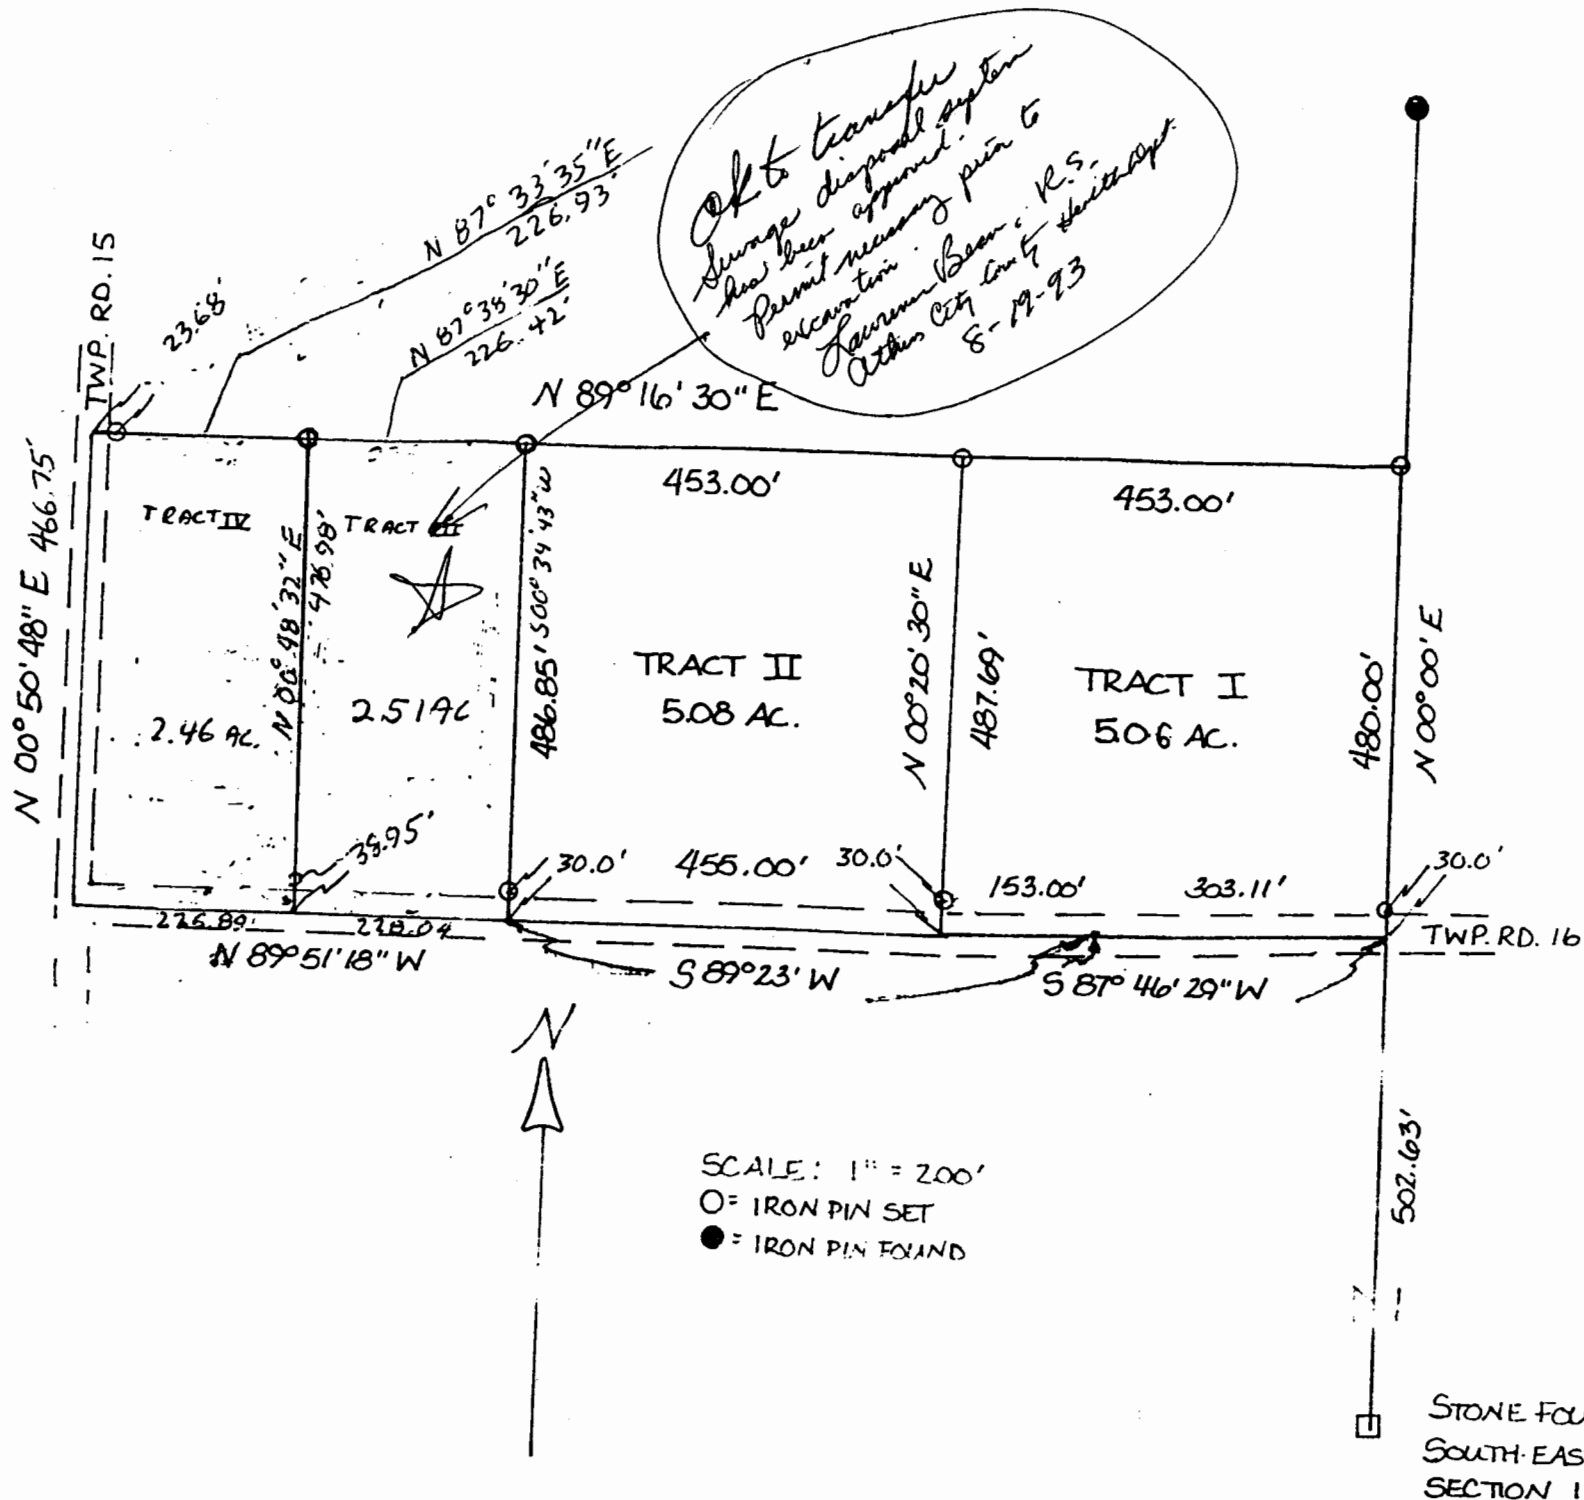 Ok to transfer
Sewage disposal system
has been approved.
Permit necessary prior to
excavation.
Lawrence Bean, R.S.
Athens City County Health Dept.
8-19-93
N 87° 33' 35" E
226.93'
N 87° 38' 30" E
226.42'
23.68'
TWP. RD. 15
N 89° 16' 30" E
453.00'
453.00'
N 00° 50' 48" E 466.75'
TRACT IV
2.46 AC.
N 00° 48' 32" E
476.98'
TRACT III
2.51 AC
486.85' S 00° 34' 43" W
TRACT II
5.08 AC.
N 00° 20' 30" E
487.69'
TRACT I
5.06 AC.
480.00'
N 00° 00' E
38.95'
30.0'
455.00'
30.0'
153.00'
303.11'
30.0'
226.89'
228.04
TWP. RD. 16
N 89° 51' 18" W
S 89° 23' W
S 87° 46' 29" W
N
SCALE: 1" = 200'
O = IRON PIN SET
● = IRON PIN FOUND
502.63'
STONE FOU
SOUTH-EAS
SECTION 1